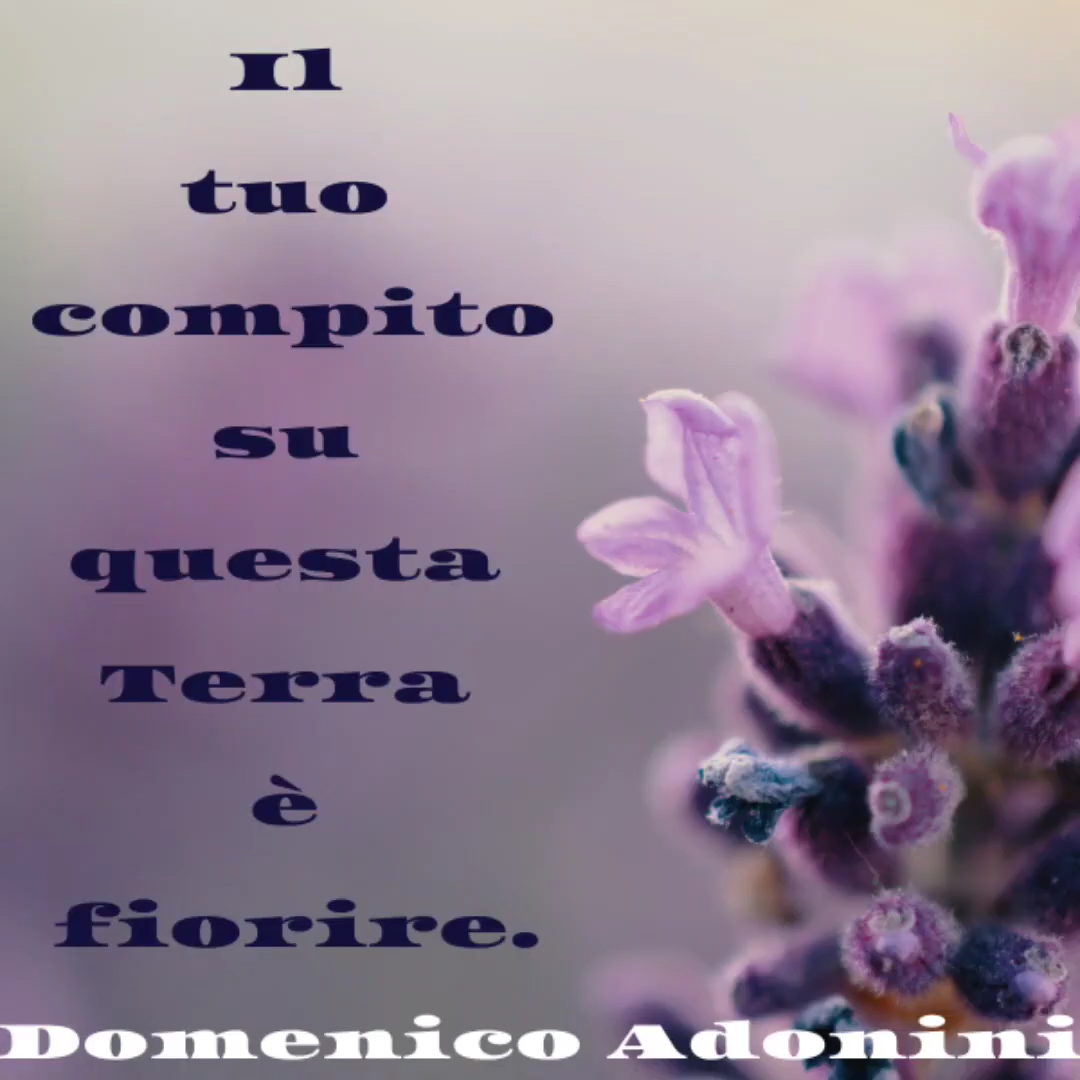 Il
tuo
compito
su
questa
Terra
è
fiorire.
Domenico Adonini